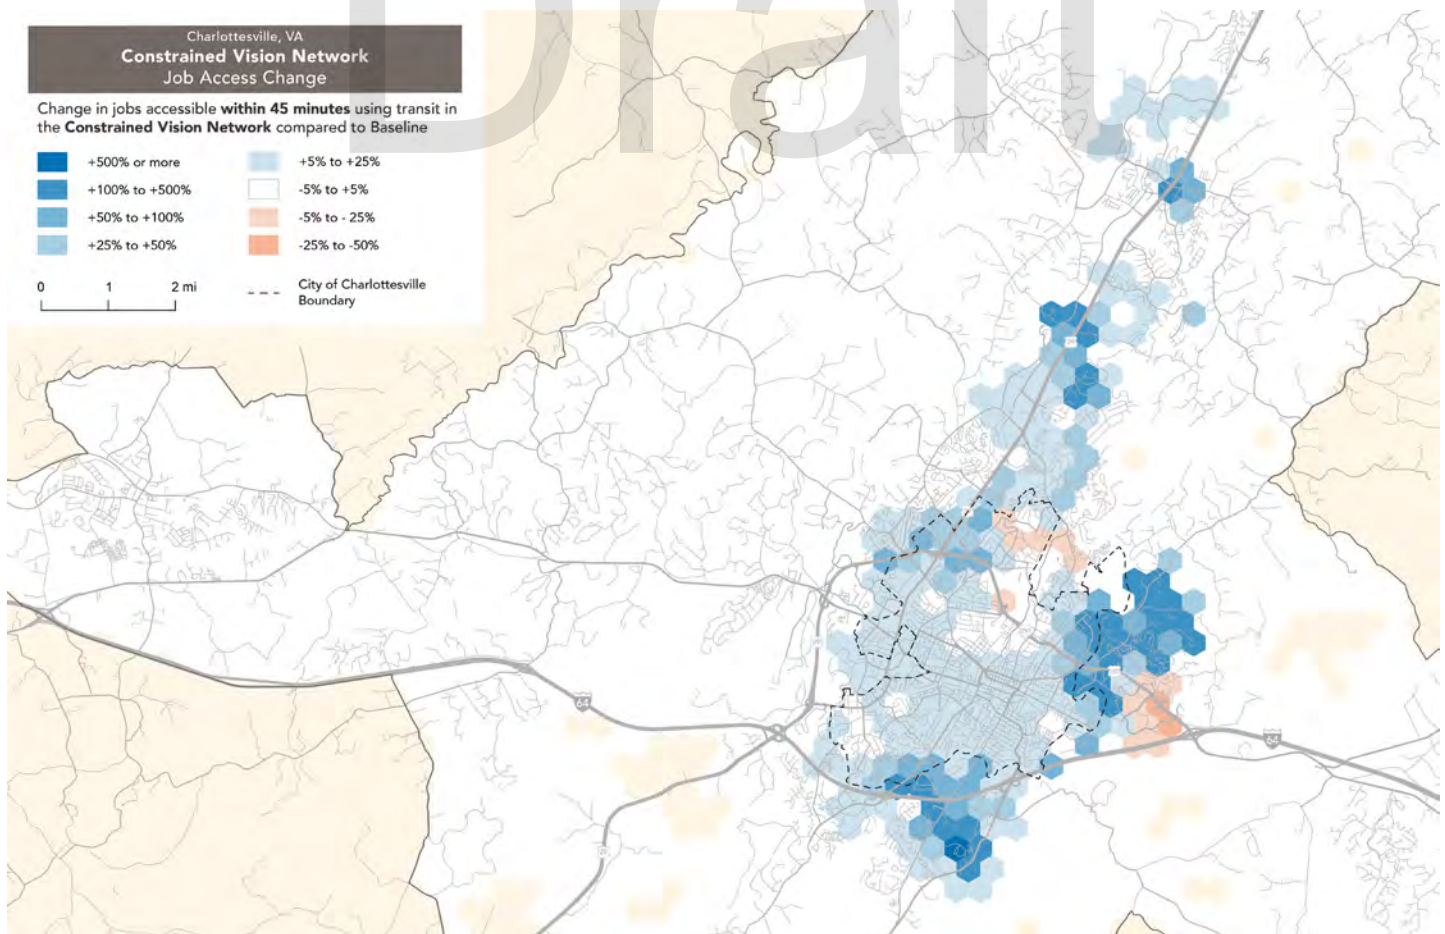 Draft
Charlottesville, VA
Constrained Vision Network
Job Access Change
Change in jobs accessible within 45 minutes using transit in
the Constrained Vision Network compared to Baseline
+500% or more
+100% to +500%
+50% to +100%
+25% to +50%
+5% to +25%
-5% to +5%
-5% to - 25%
-25% to -50%
0 1 2 mi
City of Charlottesville
Boundary
64
64